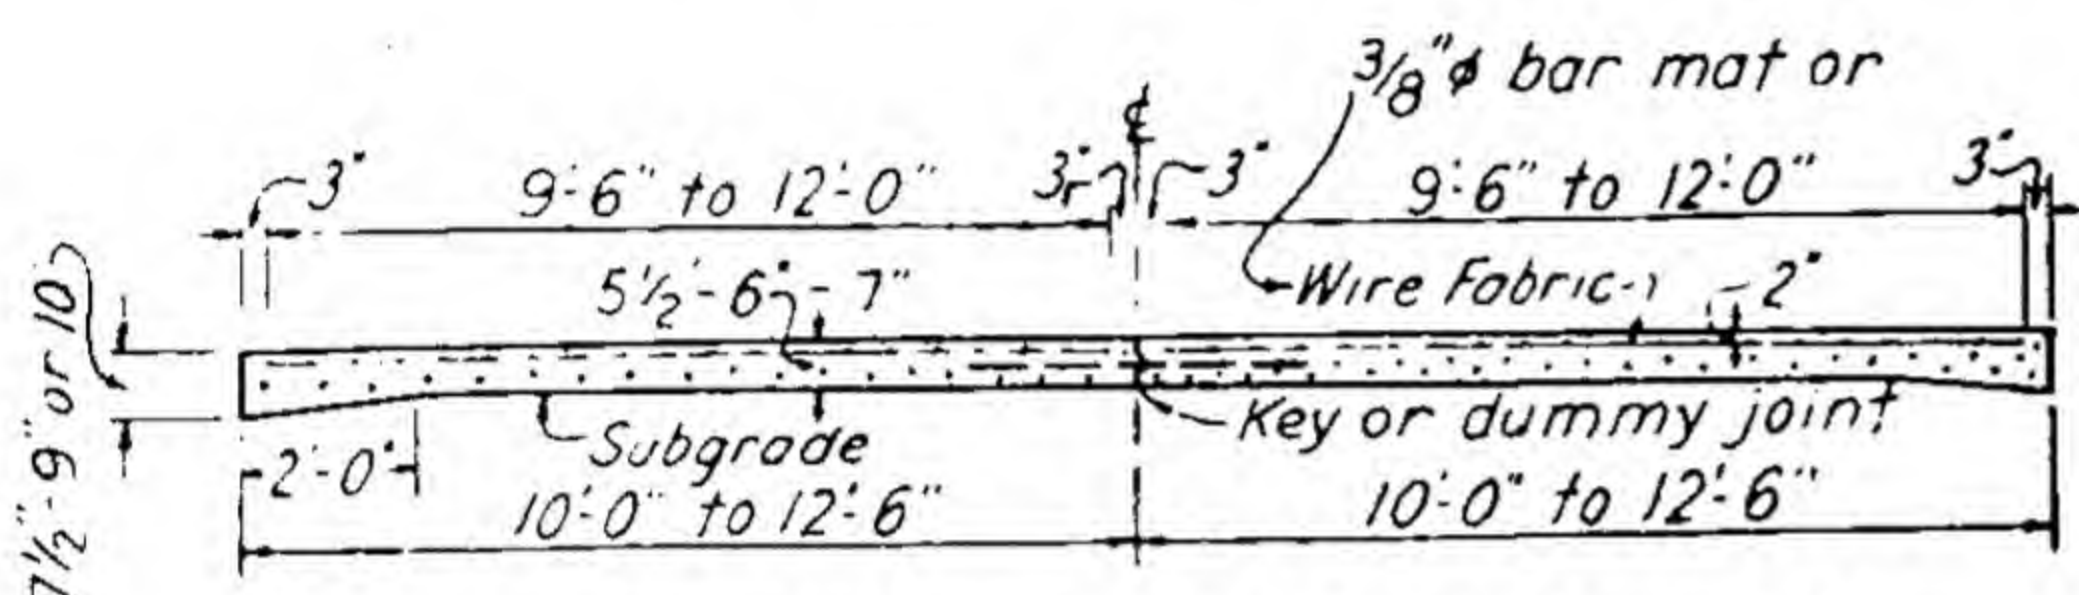 3/8"ϕ bar mat or
℄
3"
9'-6" to 12'-0"
3"
3"
9'-6" to 12'-0"
3"
5½"-6"-7"
Wire Fabric
2"
7½"-9" or 10"
Subgrade
Key or dummy joint
2'-0"
10'-0" to 12'-6"
10'-0" to 12'-6"